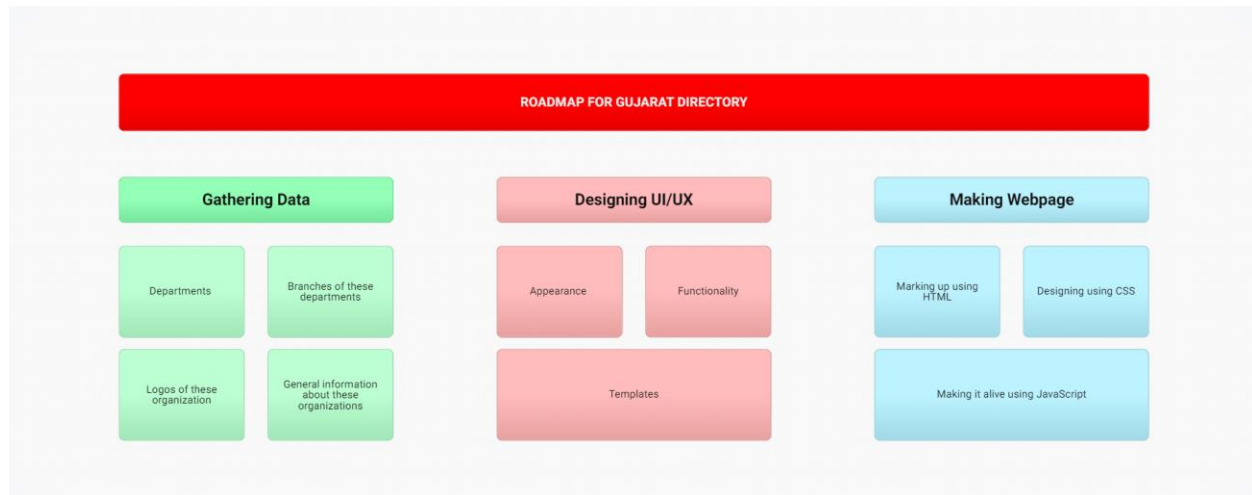 ROADMAP FOR GUJARAT DIRECTORY
Gathering Data
Departments
Branches of these
departments
Logos of these
organization
General information
about these
organizations
Designing UI/UX
Appearance
Functionality
Templates
Making Webpage
Marking up using
HTML
Designing using CSS
Making it alive using JavaScript